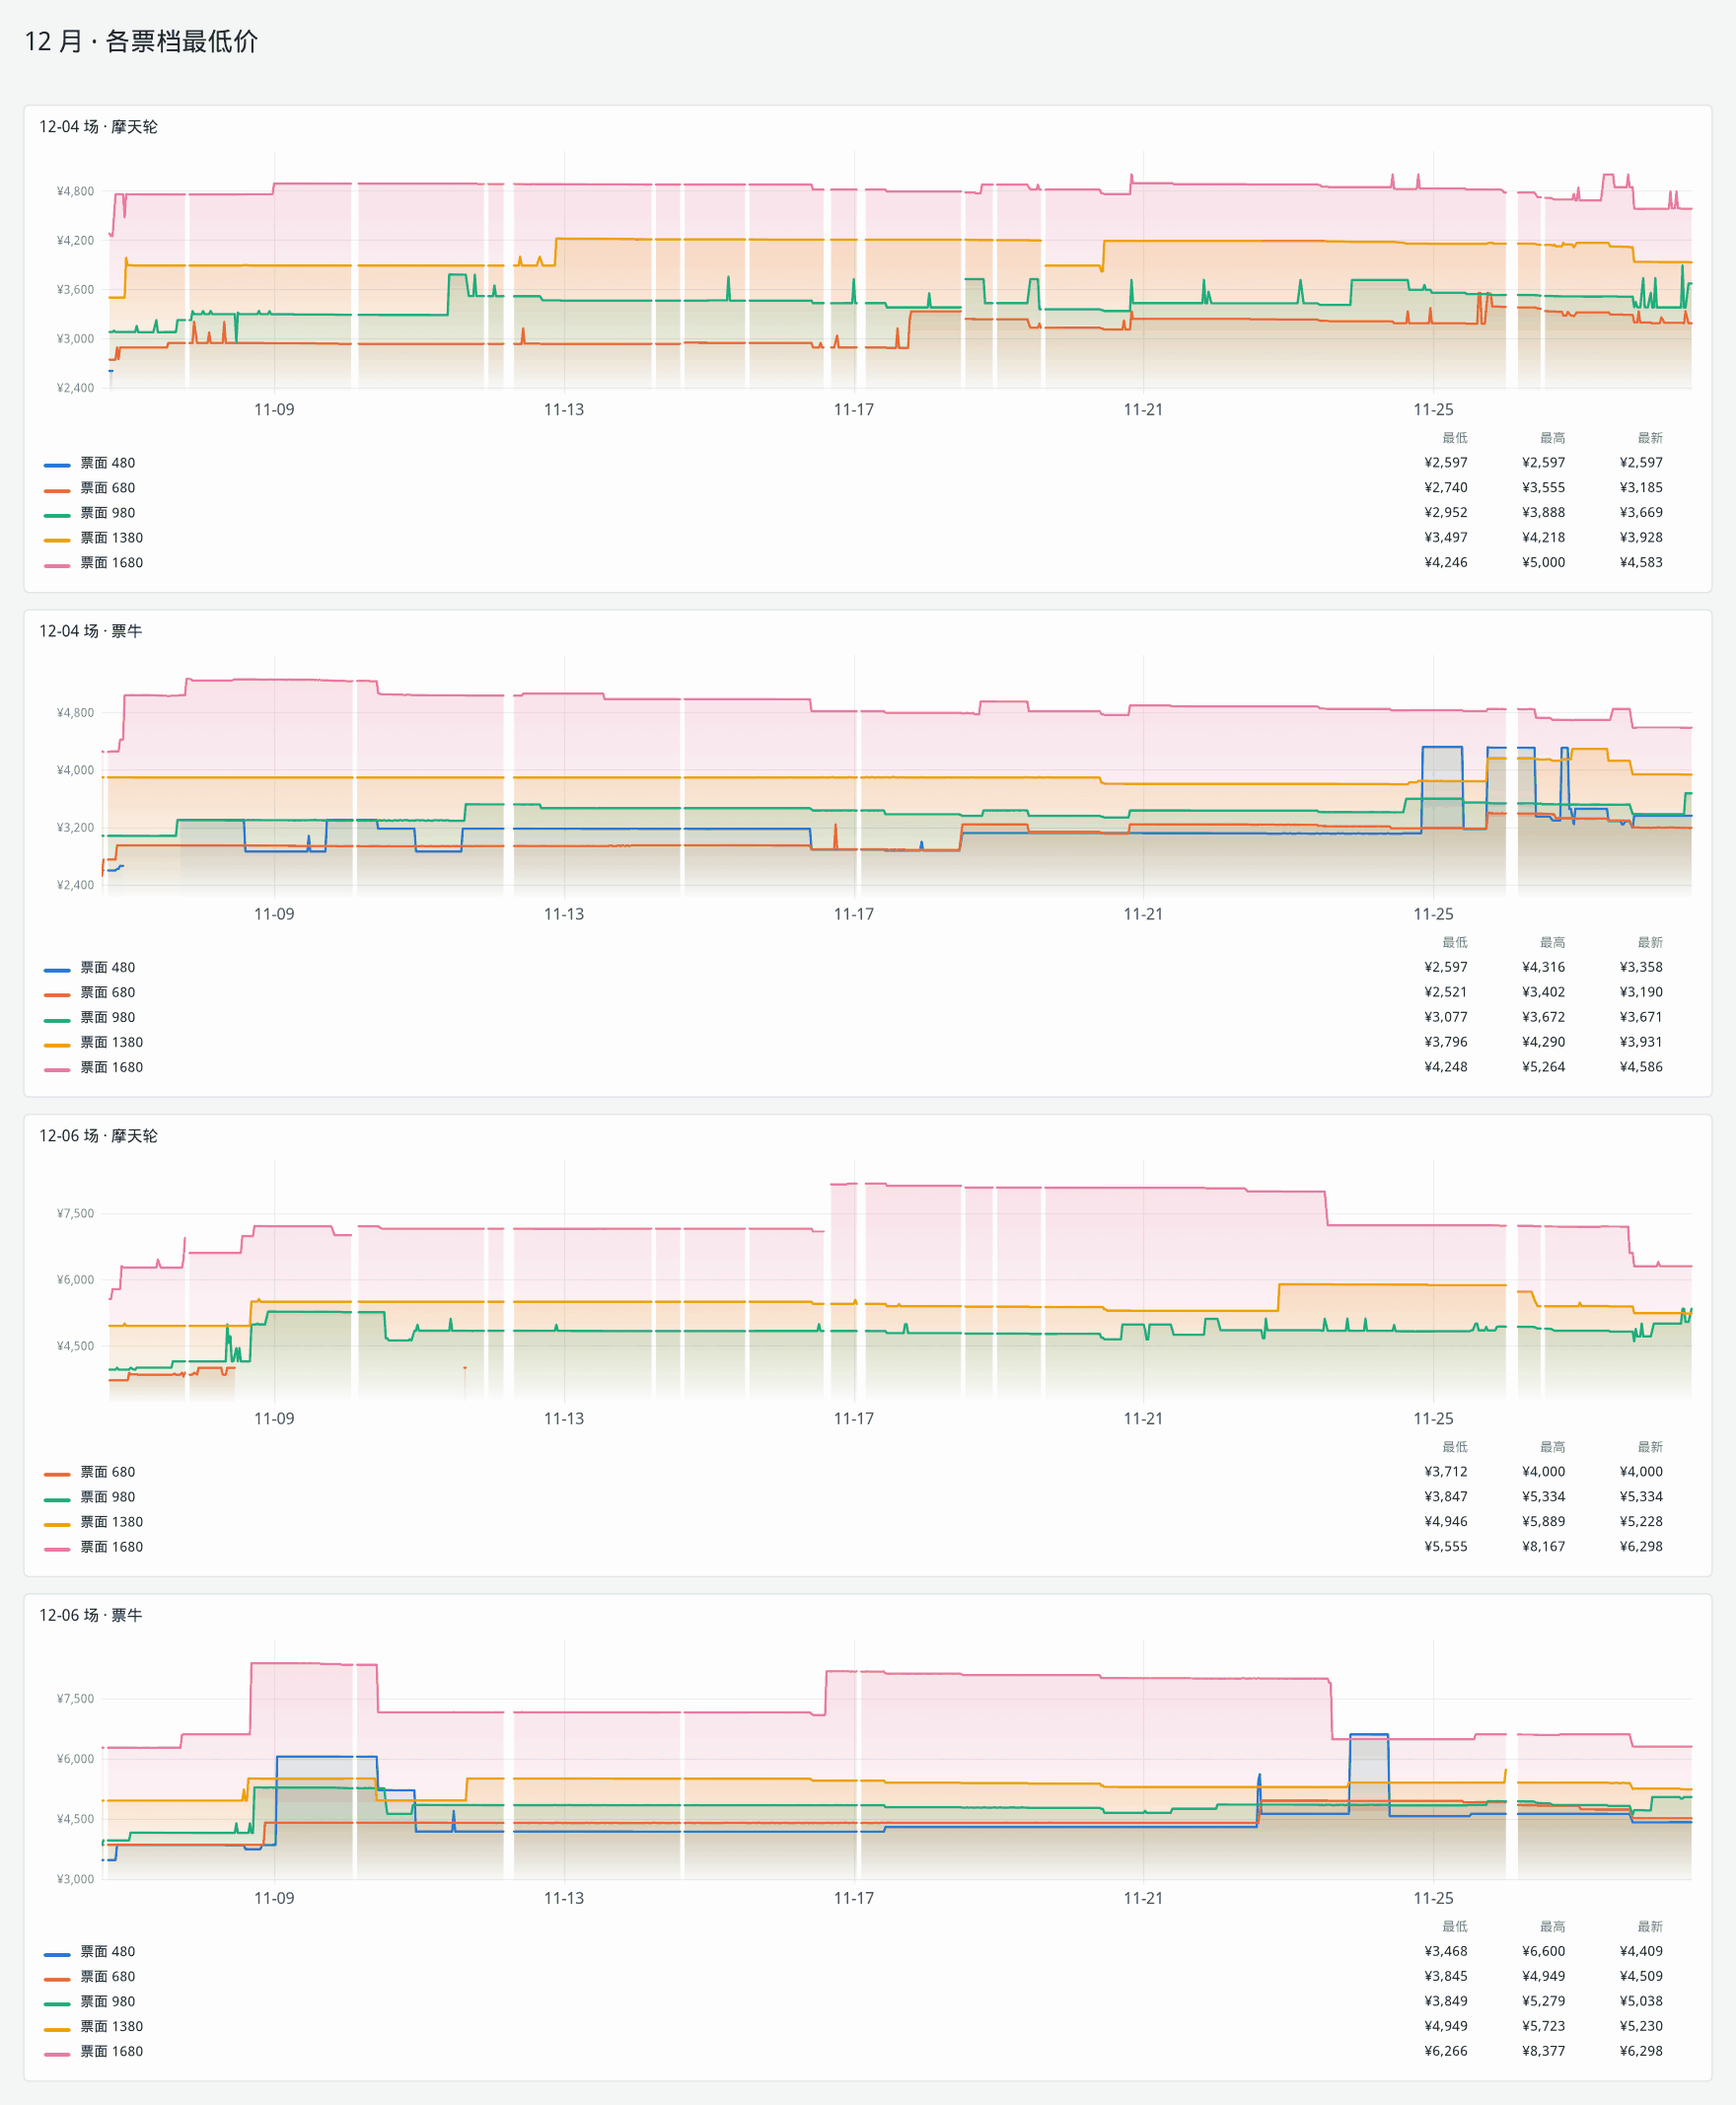 12 月 · 各票档最低价
12-04 场 · 摩天轮
¥4,800
¥4,200
¥3,600
¥3,000
¥2,400
11-09 11-13 11-17 11-21 11-25
最低 最高 最新
票面 480 ¥2,597 ¥2,597 ¥2,597
票面 680 ¥2,740 ¥3,555 ¥3,185
票面 980 ¥2,952 ¥3,888 ¥3,669
票面 1380 ¥3,497 ¥4,218 ¥3,928
票面 1680 ¥4,246 ¥5,000 ¥4,583
12-04 场 · 票牛
¥4,800
¥4,000
¥3,200
¥2,400
11-09 11-13 11-17 11-21 11-25
最低 最高 最新
票面 480 ¥2,597 ¥4,316 ¥3,358
票面 680 ¥2,521 ¥3,402 ¥3,190
票面 980 ¥3,077 ¥3,672 ¥3,671
票面 1380 ¥3,796 ¥4,290 ¥3,931
票面 1680 ¥4,248 ¥5,264 ¥4,586
12-06 场 · 摩天轮
¥7,500
¥6,000
¥4,500
11-09 11-13 11-17 11-21 11-25
最低 最高 最新
票面 680 ¥3,712 ¥4,000 ¥4,000
票面 980 ¥3,847 ¥5,334 ¥5,334
票面 1380 ¥4,946 ¥5,889 ¥5,228
票面 1680 ¥5,555 ¥8,167 ¥6,298
12-06 场 · 票牛
¥7,500
¥6,000
¥4,500
¥3,000
11-09 11-13 11-17 11-21 11-25
最低 最高 最新
票面 480 ¥3,468 ¥6,600 ¥4,409
票面 680 ¥3,845 ¥4,949 ¥4,509
票面 980 ¥3,849 ¥5,279 ¥5,038
票面 1380 ¥4,949 ¥5,723 ¥5,230
票面 1680 ¥6,266 ¥8,377 ¥6,298